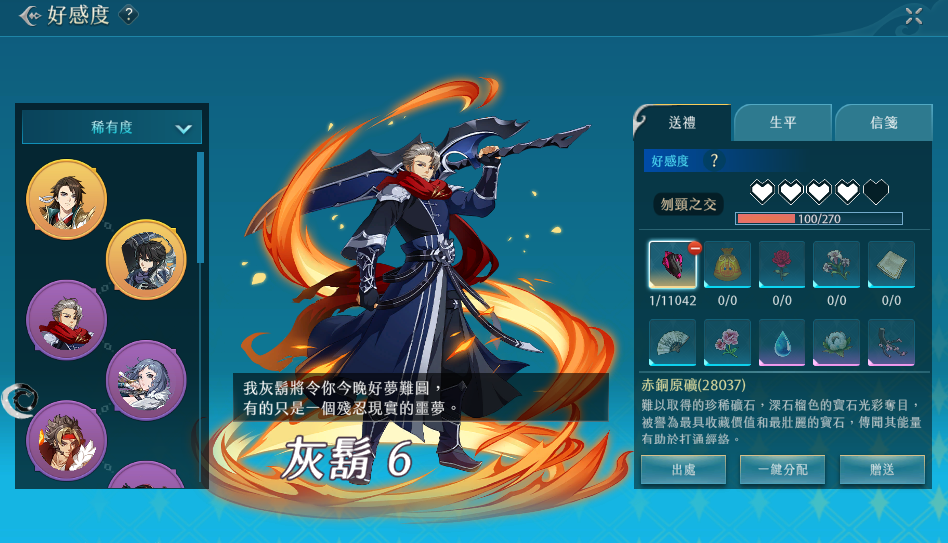 好感度 ?
稀有度
我灰鬍將令你今晚好夢難圓，
有的只是一個殘忍現實的噩夢。
灰鬍 6
送禮
生平
信箋
好感度 ?
刎頸之交
100/270
1/11042
0/0
0/0
0/0
0/0
赤銅原礦(28037)
難以取得的珍稀礦石，深石榴色的寶石光彩奪目，
被譽為最具收藏價值和最壯麗的寶石，傳聞其能量
有助於打通經絡。
出處
一鍵分配
贈送